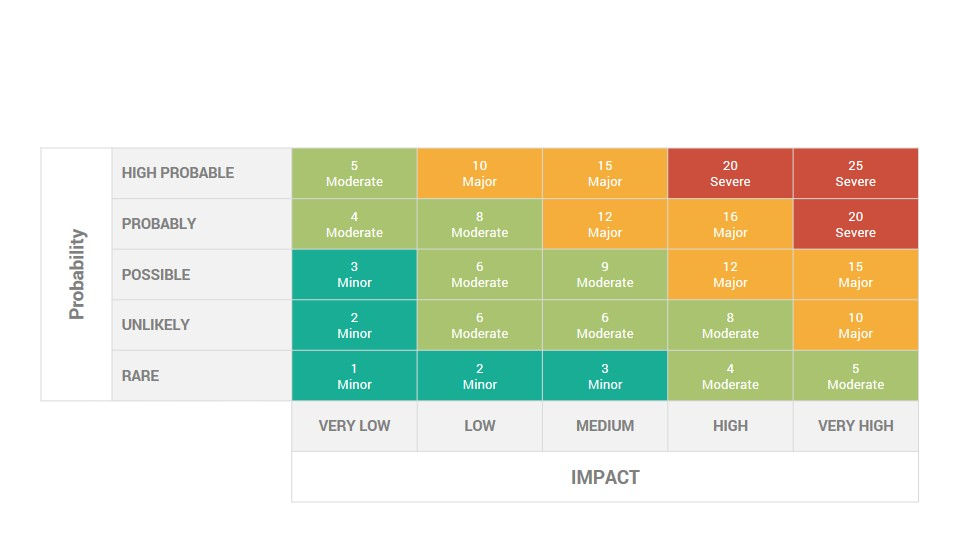 Probability
HIGH PROBABLE
5
Moderate
10
Major
15
Major
20
Severe
25
Severe
PROBABLY
4
Moderate
8
Moderate
12
Major
16
Major
20
Severe
POSSIBLE
3
Minor
6
Moderate
9
Moderate
12
Major
15
Major
UNLIKELY
2
Minor
6
Moderate
6
Moderate
8
Moderate
10
Major
RARE
1
Minor
2
Minor
3
Minor
4
Moderate
5
Moderate
VERY LOW
LOW
MEDIUM
HIGH
VERY HIGH
IMPACT